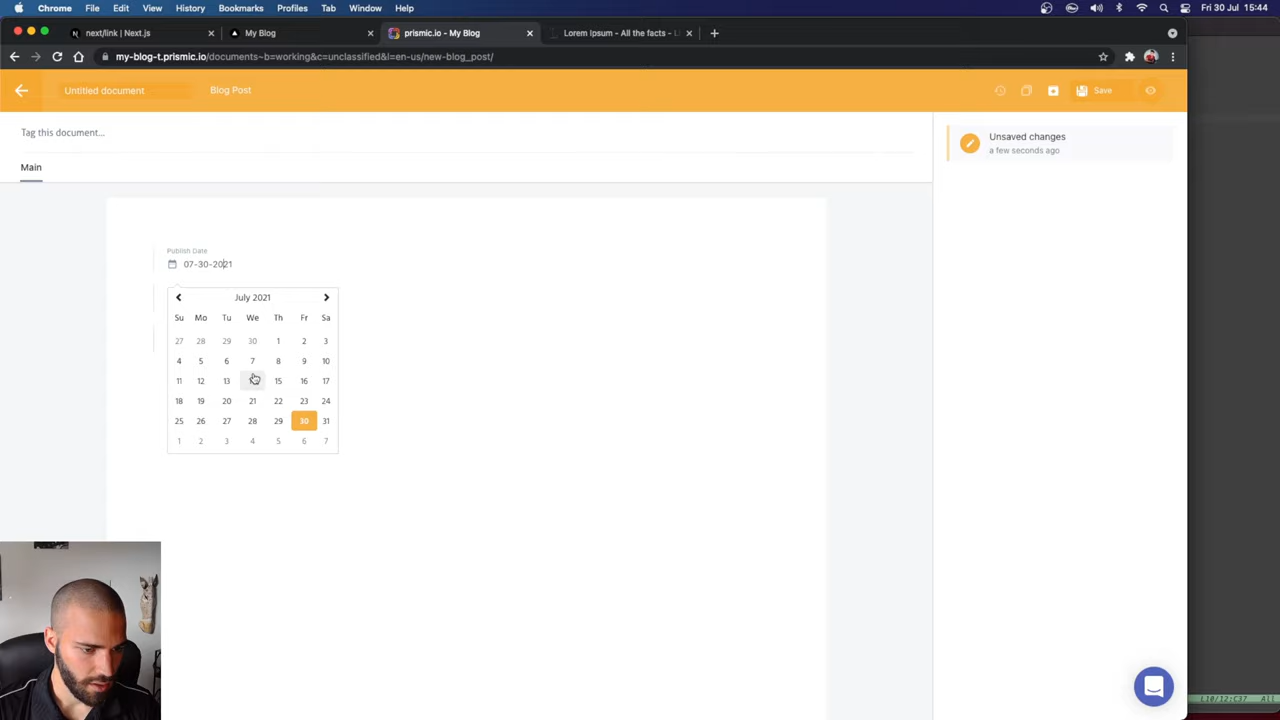 Chrome File Edit View History Bookmarks Profiles Tab Window Help Fri 30 Jul 15:44
next/link | Next.js My Blog prismic.io - My Blog Lorem Ipsum - All the facts - Li
my-blog-t.prismic.io/documents~b=working&c=unclassified&l=en-us/new-blog_post/
Untitled document Blog Post Save
Tag this document...
Unsaved changes
a few seconds ago
Main
Publish Date
07-30-2021
July 2021
Su Mo Tu We Th Fr Sa
27 28 29 30 1 2 3
4 5 6 7 8 9 10
11 12 13 15 16 17
18 19 20 21 22 23 24
25 26 27 28 29 30 31
1 2 3 4 5 6 7
L10/12:C37 All